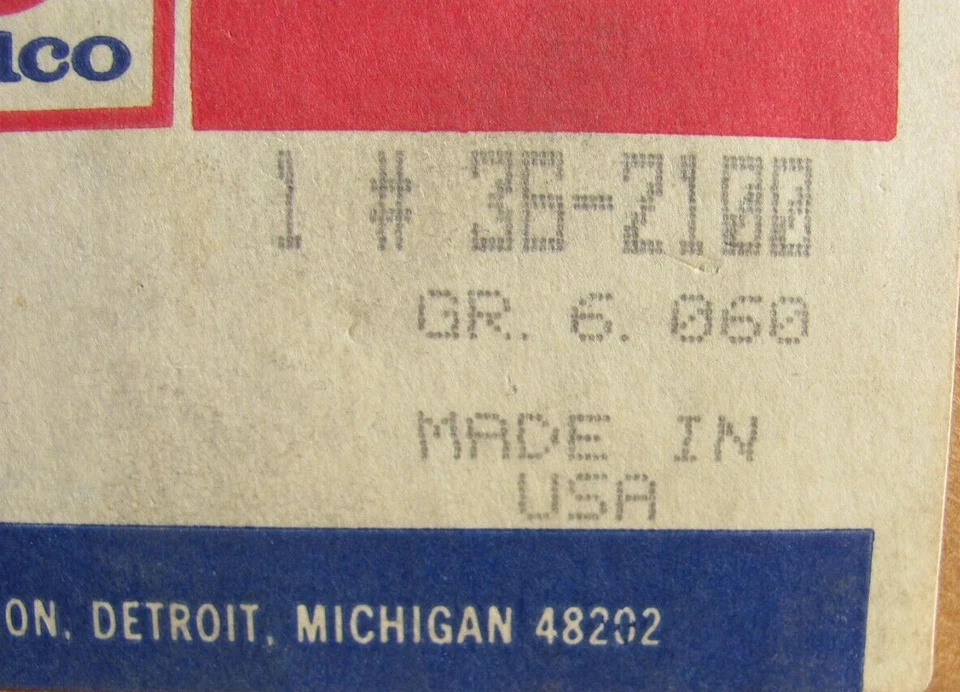 lco
1 # 36-2100
GR. 6. 060
MADE IN
USA
ON, DETROIT, MICHIGAN 48202